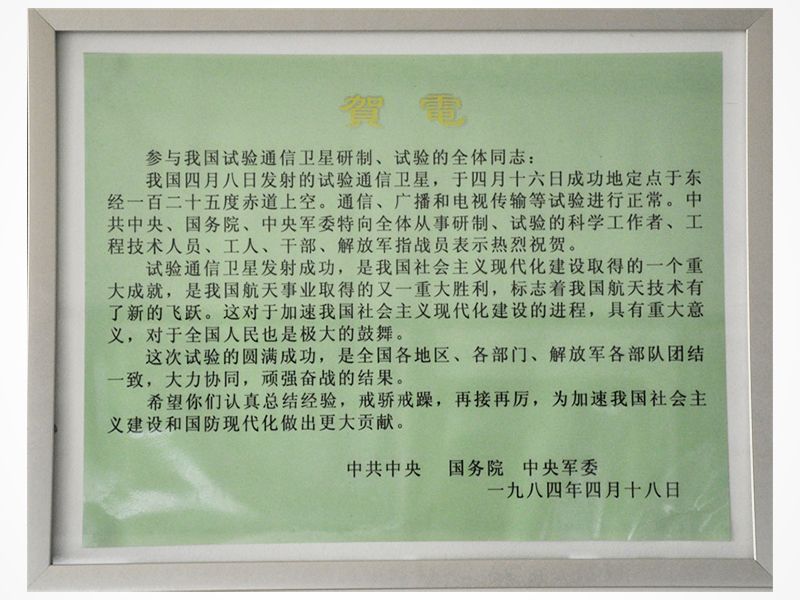 賀電
参与我国试验通信卫星研制、试验的全体同志：
我国四月八日发射的试验通信卫星，于四月十六日成功地定点于东
经一百二十五度赤道上空。通信、广播和电视传输等试验进行正常。中
共中央、国务院、中央军委特向全体从事研制、试验的科学工作者、工
程技术人员、工人、干部、解放军指战员表示热烈祝贺。
试验通信卫星发射成功，是我国社会主义现代化建设取得的一个重
大成就，是我国航天事业取得的又一重大胜利，标志着我国航天技术有
了新的飞跃。这对于加速我国社会主义现代化建设的进程，具有重大意
义，对于全国人民也是极大的鼓舞。
这次试验的圆满成功，是全国各地区、各部门、解放军各部队团结
一致，大力协同，顽强奋战的结果。
希望你们认真总结经验，戒骄戒躁，再接再厉，为加速我国社会主
义建设和国防现代化做出更大贡献。
中共中央 国务院 中央军委
一九八四年四月十八日